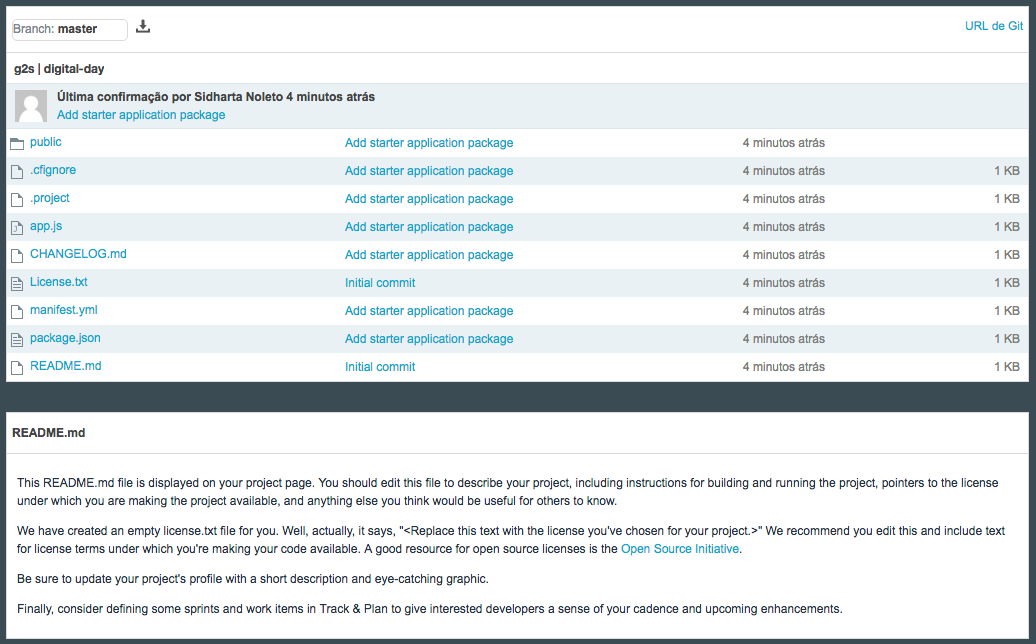 Branch: master
URL de Git
g2s | digital-day
Última confirmação por Sidharta Noleto 4 minutos atrás
Add starter application package
public Add starter application package 4 minutos atrás
.cfignore Add starter application package 4 minutos atrás 1 KB
.project Add starter application package 4 minutos atrás 1 KB
app.js Add starter application package 4 minutos atrás 1 KB
CHANGELOG.md Add starter application package 4 minutos atrás 1 KB
License.txt Initial commit 4 minutos atrás 1 KB
manifest.yml Add starter application package 4 minutos atrás 1 KB
package.json Add starter application package 4 minutos atrás 1 KB
README.md Initial commit 4 minutos atrás 1 KB
README.md
This README.md file is displayed on your project page. You should edit this file to describe your project, including instructions for building and running the project, pointers to the license
under which you are making the project available, and anything else you think would be useful for others to know.
We have created an empty license.txt file for you. Well, actually, it says, "<Replace this text with the license you've chosen for your project.>" We recommend you edit this and include text
for license terms under which you're making your code available. A good resource for open source licenses is the Open Source Initiative.
Be sure to update your project's profile with a short description and eye-catching graphic.
Finally, consider defining some sprints and work items in Track & Plan to give interested developers a sense of your cadence and upcoming enhancements.